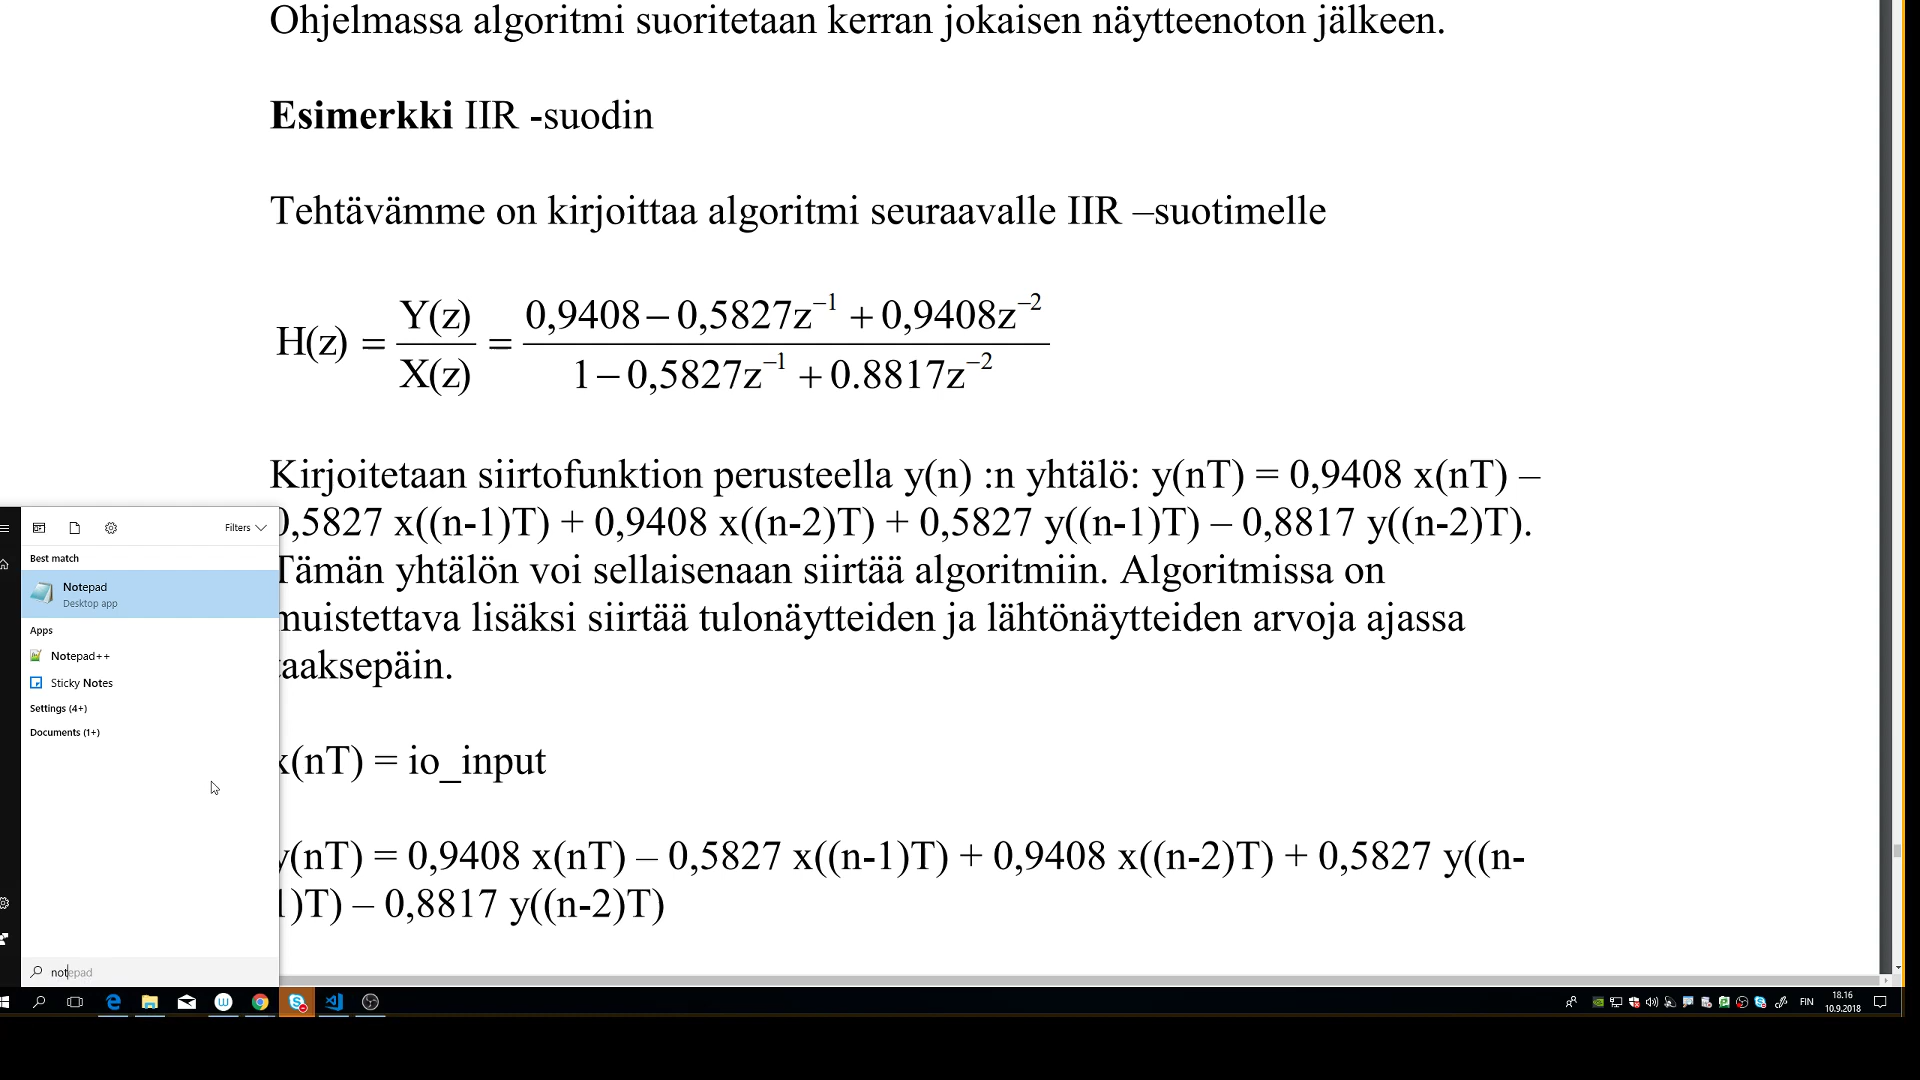 Ohjelmassa algoritmi suoritetaan kerran jokaisen näytteenoton jälkeen.
Esimerkki IIR -suodin
Tehtävämme on kirjoittaa algoritmi seuraavalle IIR –suotimelle
H(z) = Y(z)/X(z) = (0,9408 – 0,5827z⁻¹ + 0,9408z⁻²)/(1 – 0,5827z⁻¹ + 0.8817z⁻²)
Kirjoitetaan siirtofunktion perusteella y(n) :n yhtälö: y(nT) = 0,9408 x(nT) –
0,5827 x((n-1)T) + 0,9408 x((n-2)T) + 0,5827 y((n-1)T) – 0,8817 y((n-2)T).
Tämän yhtälön voi sellaisenaan siirtää algoritmiin. Algoritmissa on
muistettava lisäksi siirtää tulonäytteiden ja lähtönäytteiden arvoja ajassa
taaksepäin.
x(nT) = io_input
y(nT) = 0,9408 x(nT) – 0,5827 x((n-1)T) + 0,9408 x((n-2)T) + 0,5827 y((n-
1)T) – 0,8817 y((n-2)T)
Filters
Best match
Notepad
Desktop app
Apps
Notepad++
Sticky Notes
Settings (4+)
Documents (1+)
notepad
FIN
18.16
10.9.2018